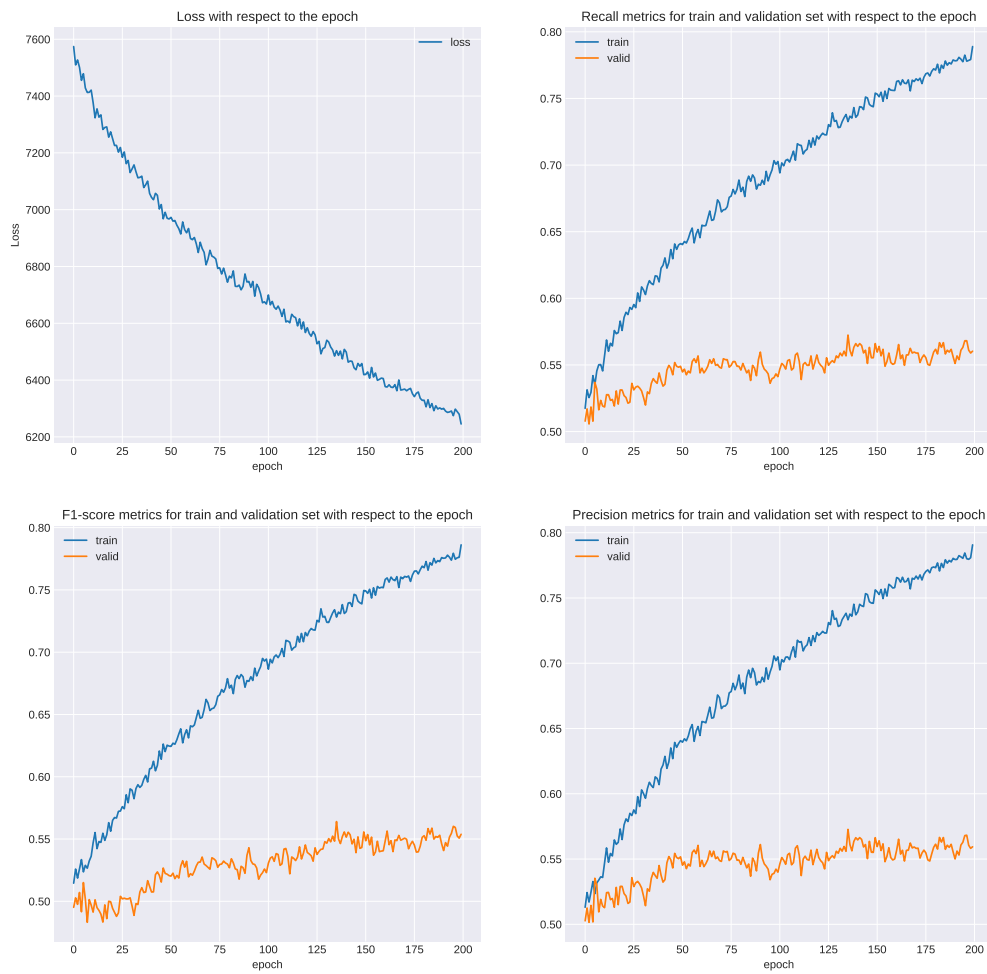 Loss with respect to the epoch
7600
7400
7200
7000
6800
6600
6400
6200
Loss
loss
0 25 50 75 100 125 150 175 200
epoch
Recall metrics for train and validation set with respect to the epoch
0.80
0.75
0.70
0.65
0.60
0.55
0.50
train
valid
0 25 50 75 100 125 150 175 200
epoch
F1-score metrics for train and validation set with respect to the epoch
0.80
0.75
0.70
0.65
0.60
0.55
0.50
train
valid
0 25 50 75 100 125 150 175 200
epoch
Precision metrics for train and validation set with respect to the epoch
0.80
0.75
0.70
0.65
0.60
0.55
0.50
train
valid
0 25 50 75 100 125 150 175 200
epoch